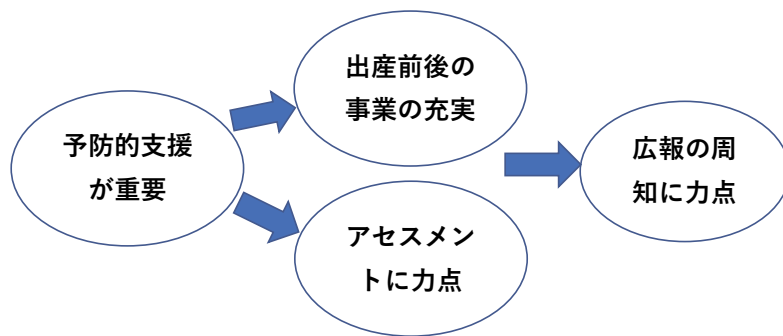 予防的支援
が重要
出産前後の
事業の充実
アセスメン
トに力点
広報の周
知に力点